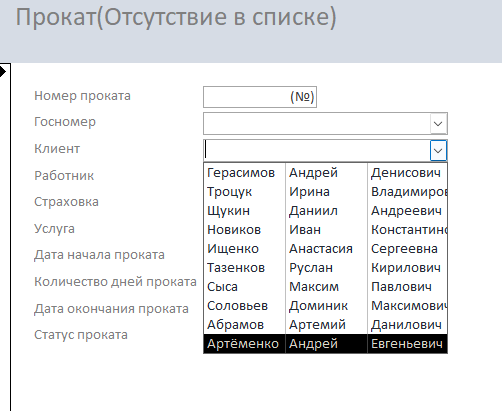 Прокат(Отсутствие в списке)
Номер проката (№)
Госномер
Клиент
Работник
Страховка
Услуга
Дата начала проката
Количество дней проката
Дата окончания проката
Статус проката
Герасимов Андрей Денисович
Троцук Ирина Владимиров
Щукин Даниил Андреевич
Новиков Иван Константино
Ищенко Анастасия Сергеевна
Тазенков Руслан Кирилович
Сыса Максим Павлович
Соловьев Доминик Максимович
Абрамов Артемий Данилович
Артёменко Андрей Евгеньевич